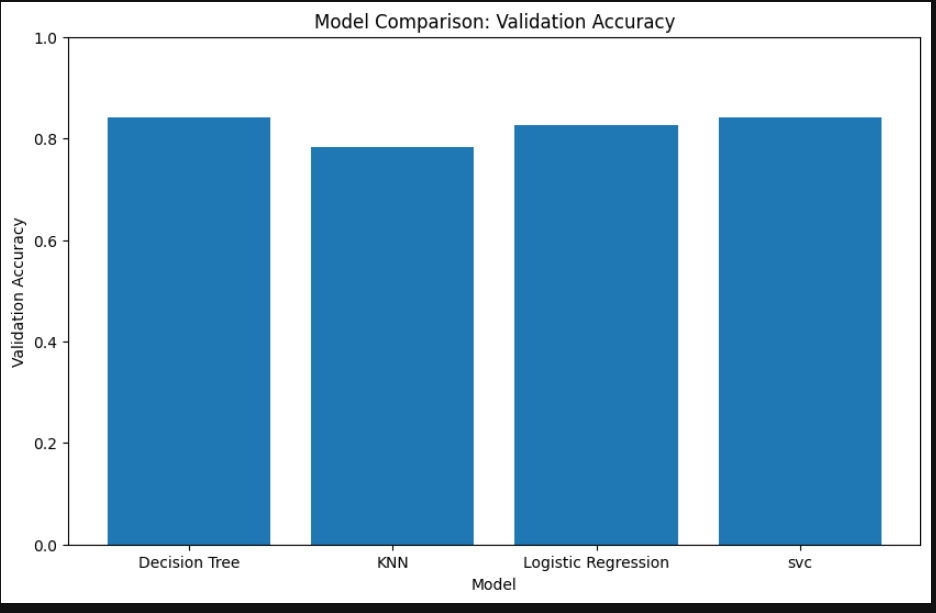 Model Comparison: Validation Accuracy
1.0
0.8
0.6
0.4
0.2
0.0
Validation Accuracy
Decision Tree
KNN
Logistic Regression
svc
Model